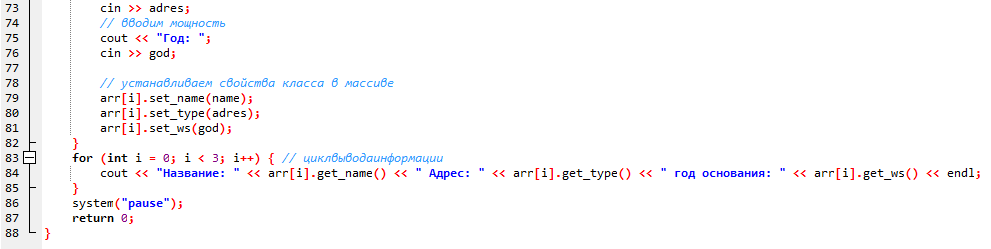 73 cin >> adres;
74 // вводим мощность
75 cout << "Год: ";
76 cin >> god;
77
78 // устанавливаем свойства класса в массиве
79 arr[i].set_name(name);
80 arr[i].set_type(adres);
81 arr[i].set_ws(god);
82 }
83 for (int i = 0; i < 3; i++) { // циклвыводаинформации
84 cout << "Название: " << arr[i].get_name() << " Адрес: " << arr[i].get_type() << " год основания: " << arr[i].get_ws() << endl;
85 }
86 system("pause");
87 return 0;
88 }